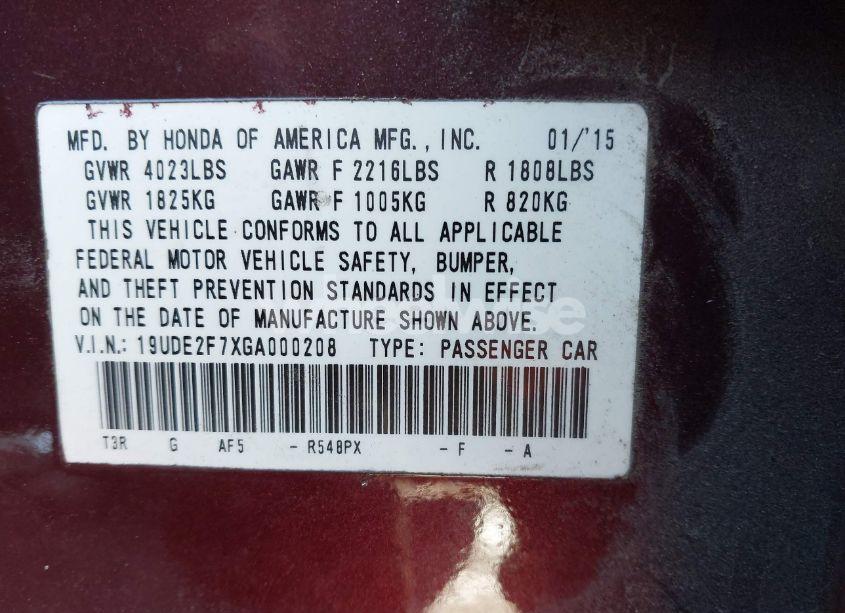 MFD. BY HONDA OF AMERICA MFG., INC. 01/'15
GVWR 4023LBS GAWR F 2216LBS R 1808LBS
GVWR 1825KG GAWR F 1005KG R 820KG
THIS VEHICLE CONFORMS TO ALL APPLICABLE
FEDERAL MOTOR VEHICLE SAFETY, BUMPER,
AND THEFT PREVENTION STANDARDS IN EFFECT
ON THE DATE OF MANUFACTURE SHOWN ABOVE.
V.I.N.: 19UDE2F7XGA000208 TYPE: PASSENGER CAR
T3R G AF5 - R548PX - F - A